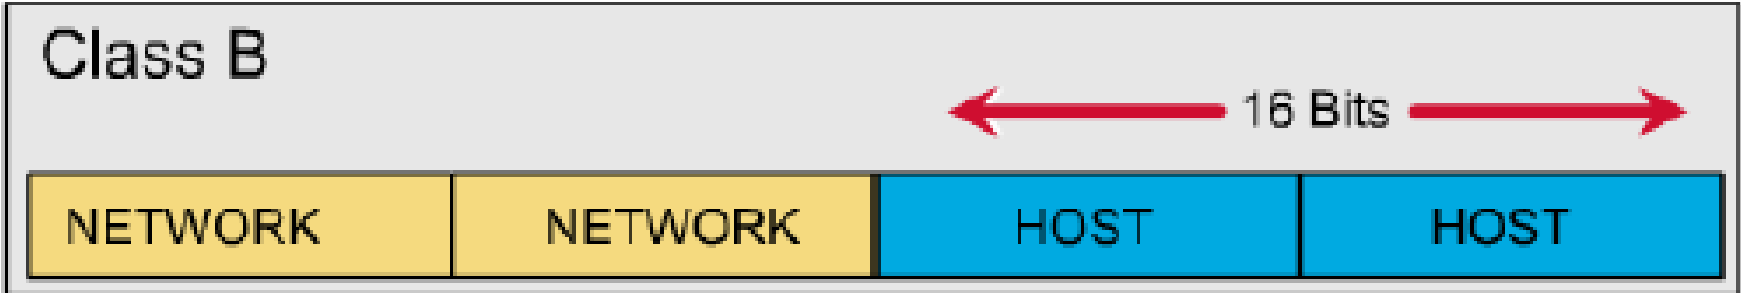 Class B
16 Bits
NETWORK NETWORK HOST HOST